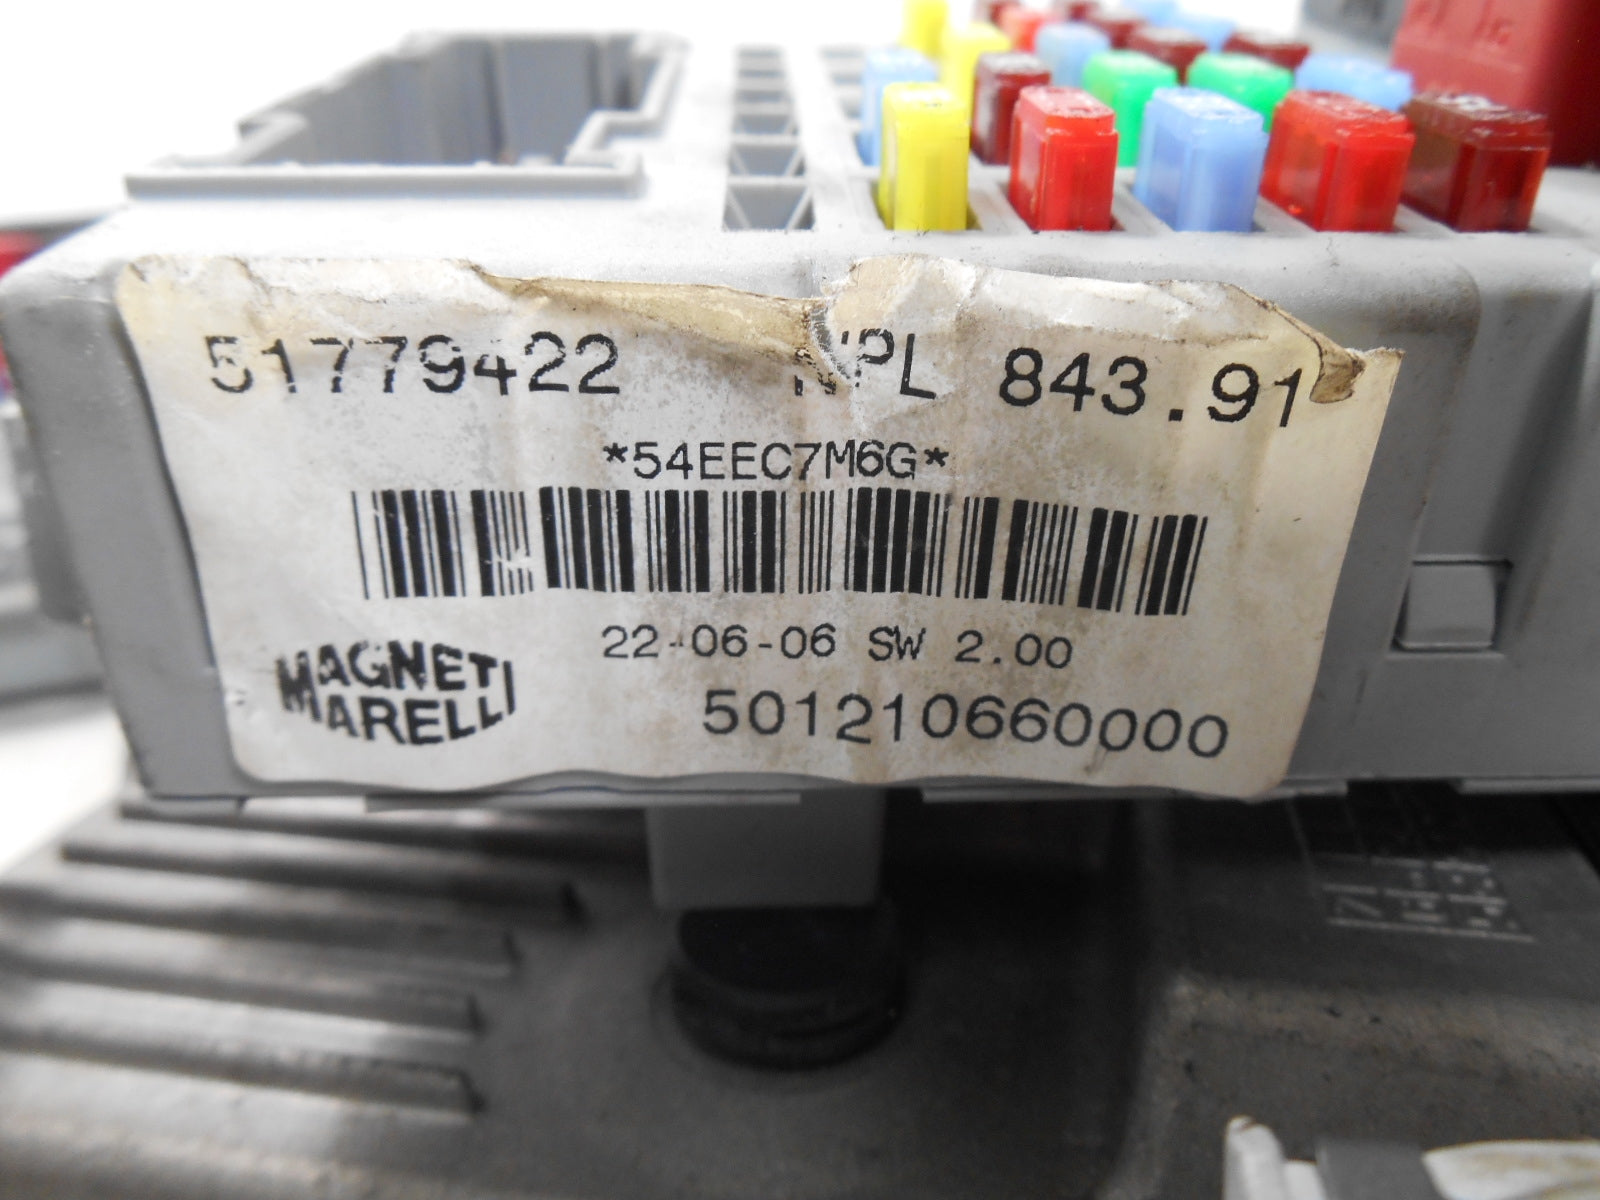 51779422 NPL 843.91
*54EEC7M6G*
22-06-06 SW 2.00
MAGNETI
MARELLI
501210660000